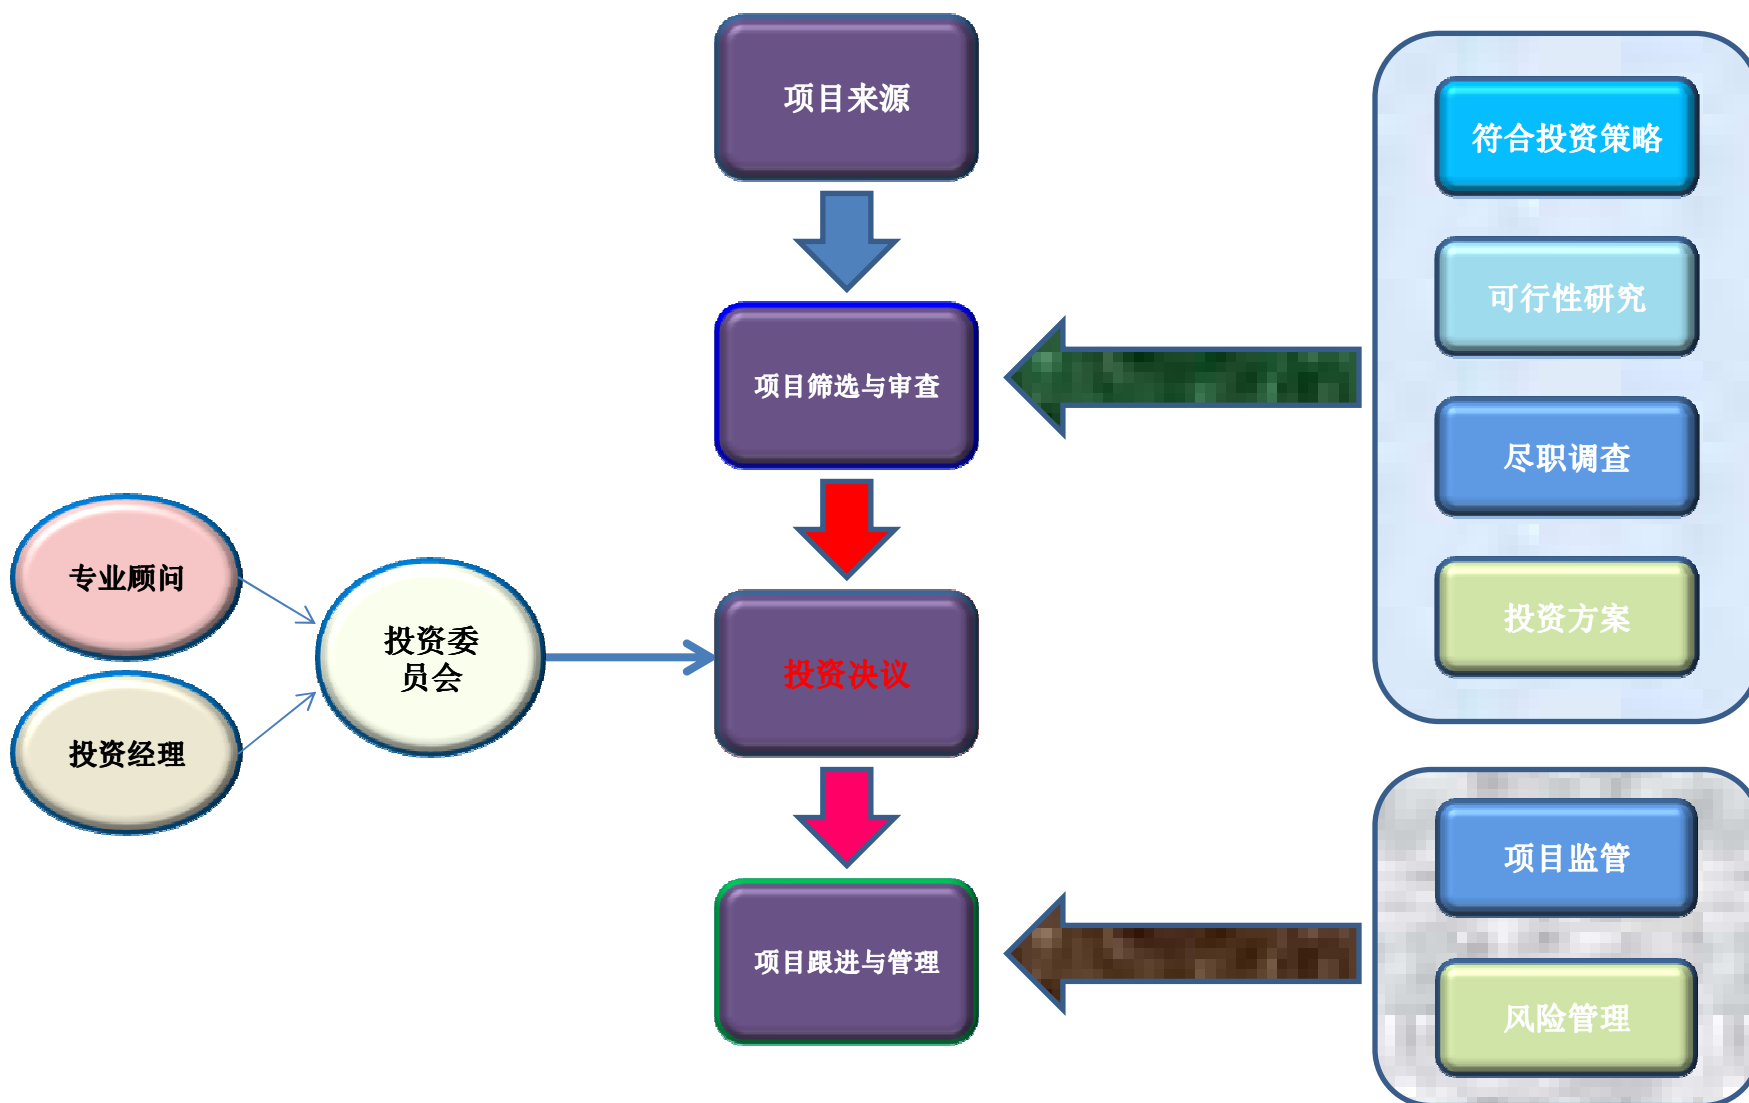 项目来源
项目筛选与审查
投资决议
项目跟进与管理
专业顾问
投资经理
投资委
员会
符合投资策略
可行性研究
尽职调查
投资方案
项目监管
风险管理